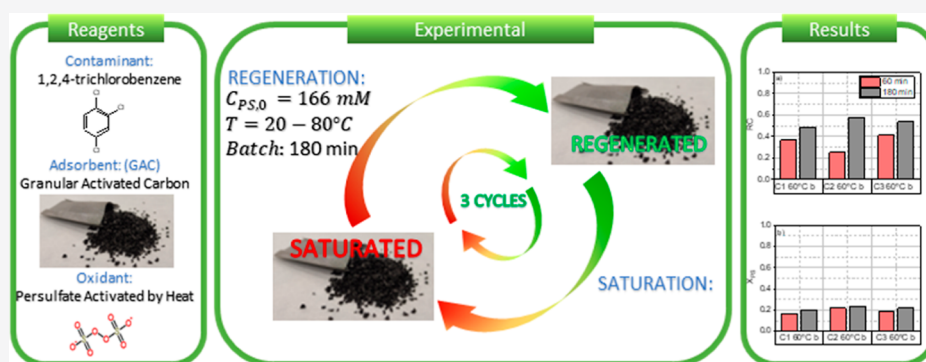 Reagents
Contaminant:
1,2,4-trichlorobenzene
Cl
Cl
Cl
Adsorbent: (GAC)
Granular Activated Carbon
Oxidant:
Persulfate Activated by Heat
O
O⁻
O
S
O
O
O
S
O
O⁻
O
Experimental
REGENERATION:
C_PS,0 = 166 mM
T = 20 − 80°C
Batch: 180 min
REGENERATED
3 CYCLES
SATURATED
SATURATION:
Results
a)
60 min
180 min
RC
1.0
0.8
0.6
0.4
0.2
0.0
C1 60°C b
C2 60°C b
C3 60°C b
b)
X_PS
1.0
0.8
0.6
0.4
0.2
0.0
C1 60°C b
C2 60°C b
C3 60°C b